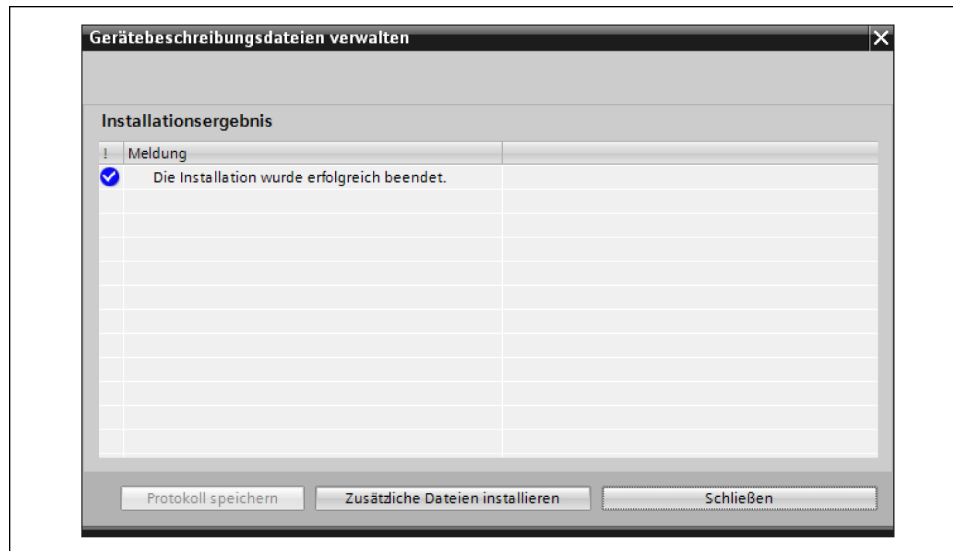 Gerätebeschreibungsdateien verwalten
Installationsergebnis
! Meldung
Die Installation wurde erfolgreich beendet.
Protokoll speichern Zusätzliche Dateien installieren Schließen